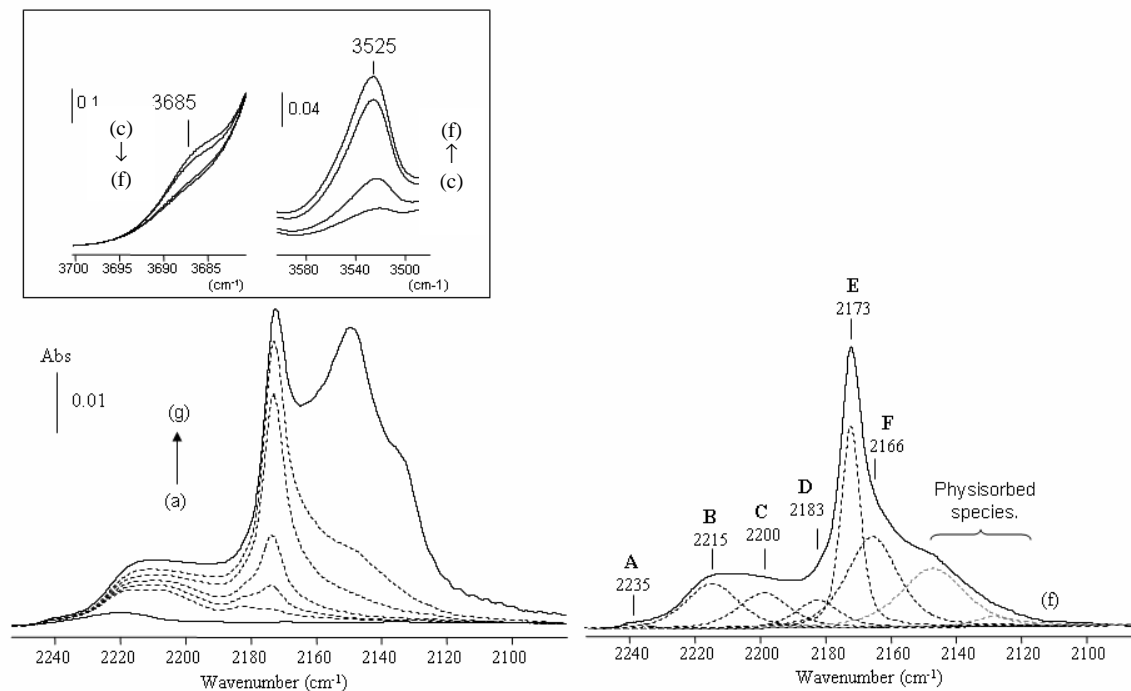 3525
0 1
3685
0.04
(c)
↓
(f)
(f)
↑
(c)
3700 3695 3690 3685
(cm⁻¹)
3580 3540 3500
(cm-1)
Abs
0.01
(g)
(a)
2240 2220 2200 2180 2160 2140 2120 2100
Wavenumber (cm⁻¹)
E
2173
F
2166
D
2183
Physisorbed
species.
B
2215
C
2200
A
2235
(f)
2240 2220 2200 2180 2160 2140 2120 2100
Wavenumber (cm⁻¹)